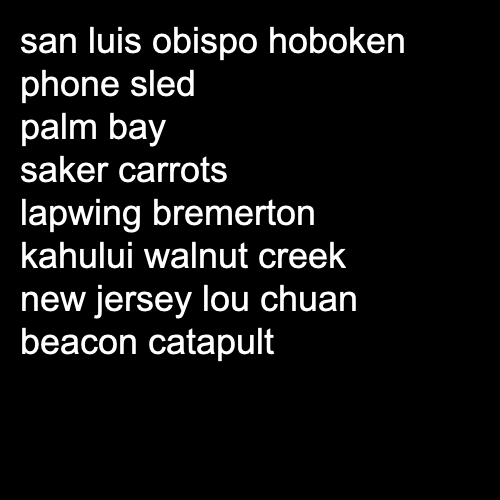 san luis obispo hoboken
phone sled
palm bay
saker carrots
lapwing bremerton
kahului walnut creek
new jersey lou chuan
beacon catapult